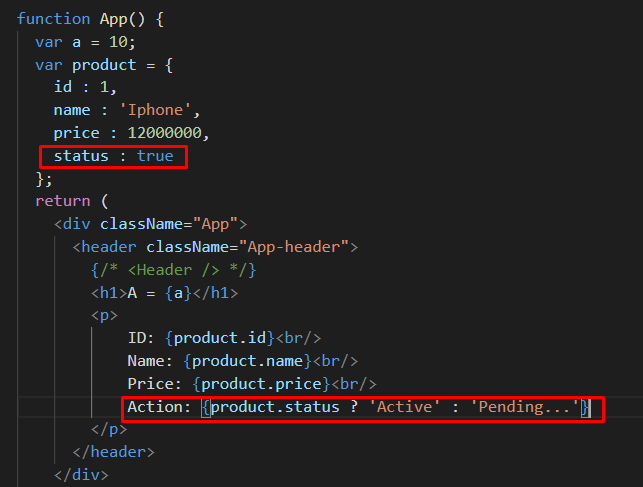 function App() {
var a = 10;
var product = {
id : 1,
name : 'Iphone',
price : 12000000,
status : true
};
return (
<div className="App">
<header className="App-header">
{/* <Header /> */}
<h1>A = {a}</h1>
<p>
ID: {product.id}<br/>
Name: {product.name}<br/>
Price: {product.price}<br/>
Action: {product.status ? 'Active' : 'Pending...'}
</p>
</header>
</div>